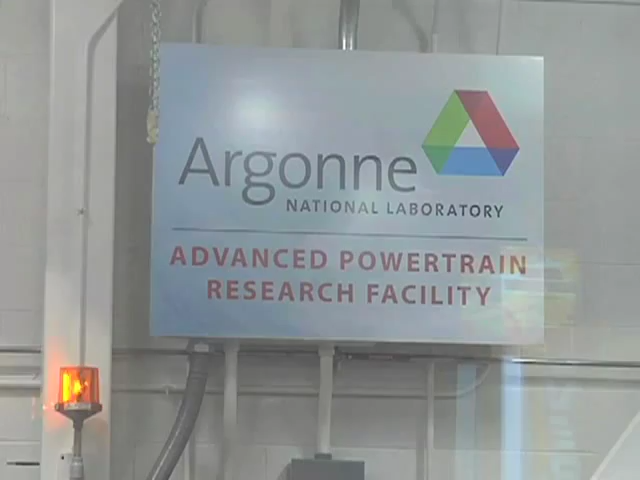 Argonne
NATIONAL LABORATORY
ADVANCED POWERTRAIN
RESEARCH FACILITY